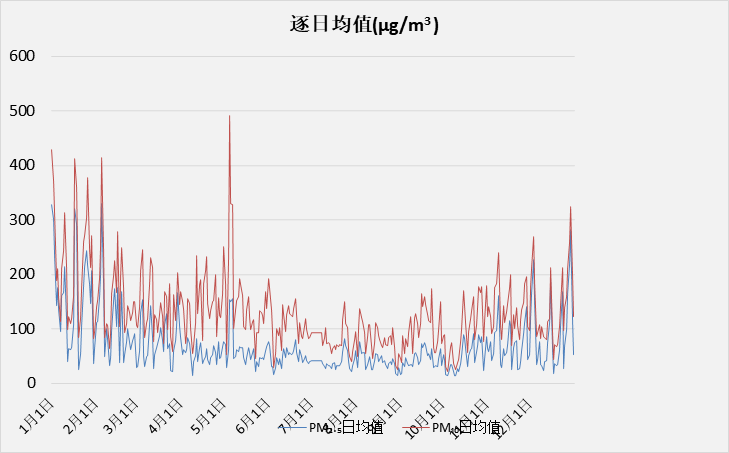 逐日均值(μg/m³)
600
500
400
300
200
100
0
1月1日
2月1日
3月1日
4月1日
5月1日
6月1日
7月1日
8月1日
9月1日
10月1日
11月1日
12月1日
PM₂.₅日均值
PM₁₀日均值